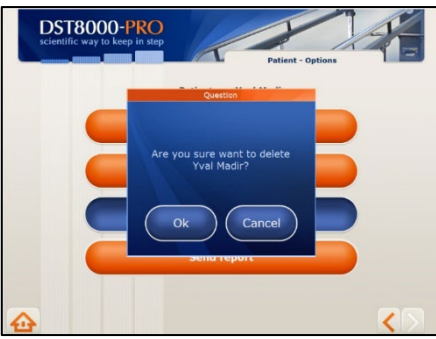 DST8000-PRO
scientific way to keep in step
Patient - Options
Question
Are you sure want to delete
Yval Madir?
Ok
Cancel
Send report